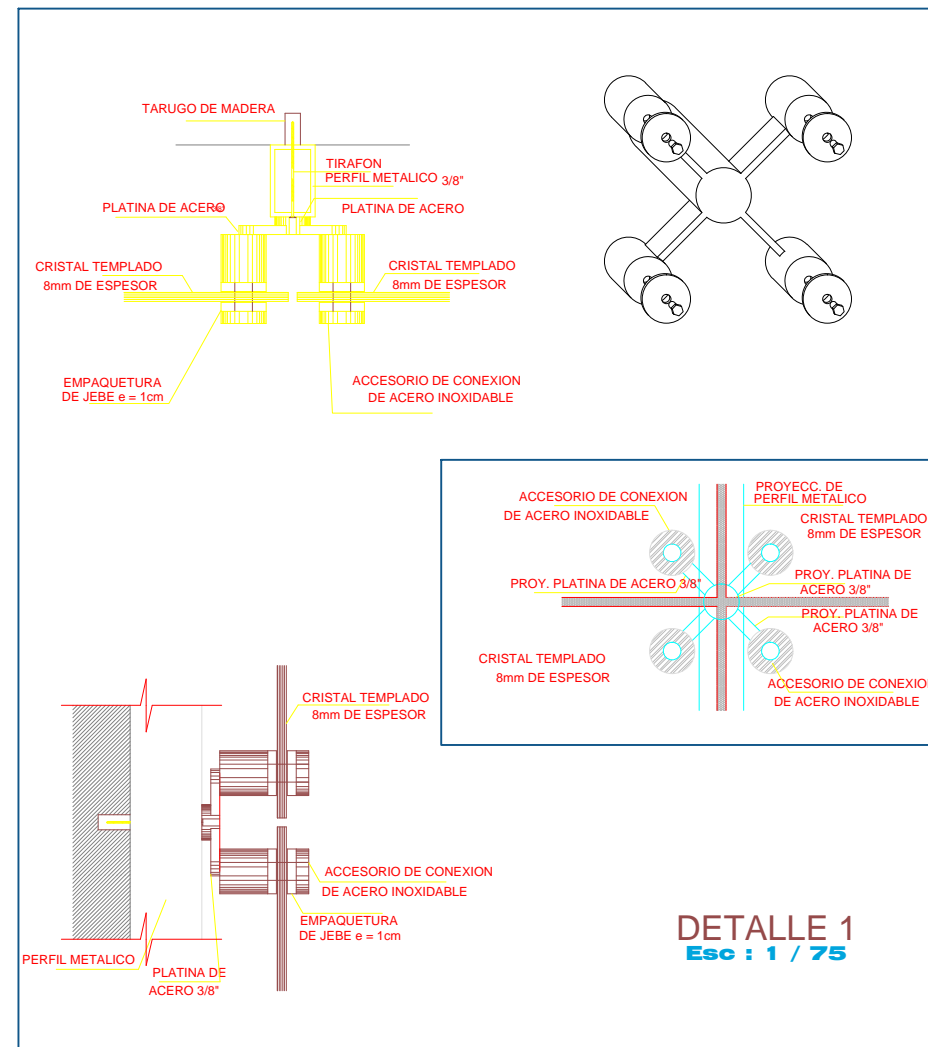 TARUGO DE MADERA
TIRAFON
PERFIL METALICO 3/8"
PLATINA DE ACERO
PLATINA DE ACERO
CRISTAL TEMPLADO
8mm DE ESPESOR
CRISTAL TEMPLADO
8mm DE ESPESOR
EMPAQUETURA
DE JEBE e = 1cm
ACCESORIO DE CONEXION
DE ACERO INOXIDABLE
PROYECC. DE
PERFIL METALICO
ACCESORIO DE CONEXION
DE ACERO INOXIDABLE
CRISTAL TEMPLADO
8mm DE ESPESOR
PROY. PLATINA DE ACERO 3/8"
PROY. PLATINA DE
ACERO 3/8"
PROY. PLATINA DE
ACERO 3/8"
CRISTAL TEMPLADO
8mm DE ESPESOR
ACCESORIO DE CONEXION
DE ACERO INOXIDABLE
CRISTAL TEMPLADO
8mm DE ESPESOR
ACCESORIO DE CONEXION
DE ACERO INOXIDABLE
EMPAQUETURA
DE JEBE e = 1cm
PERFIL METALICO
PLATINA DE
ACERO 3/8"
DETALLE 1
Esc : 1 / 75